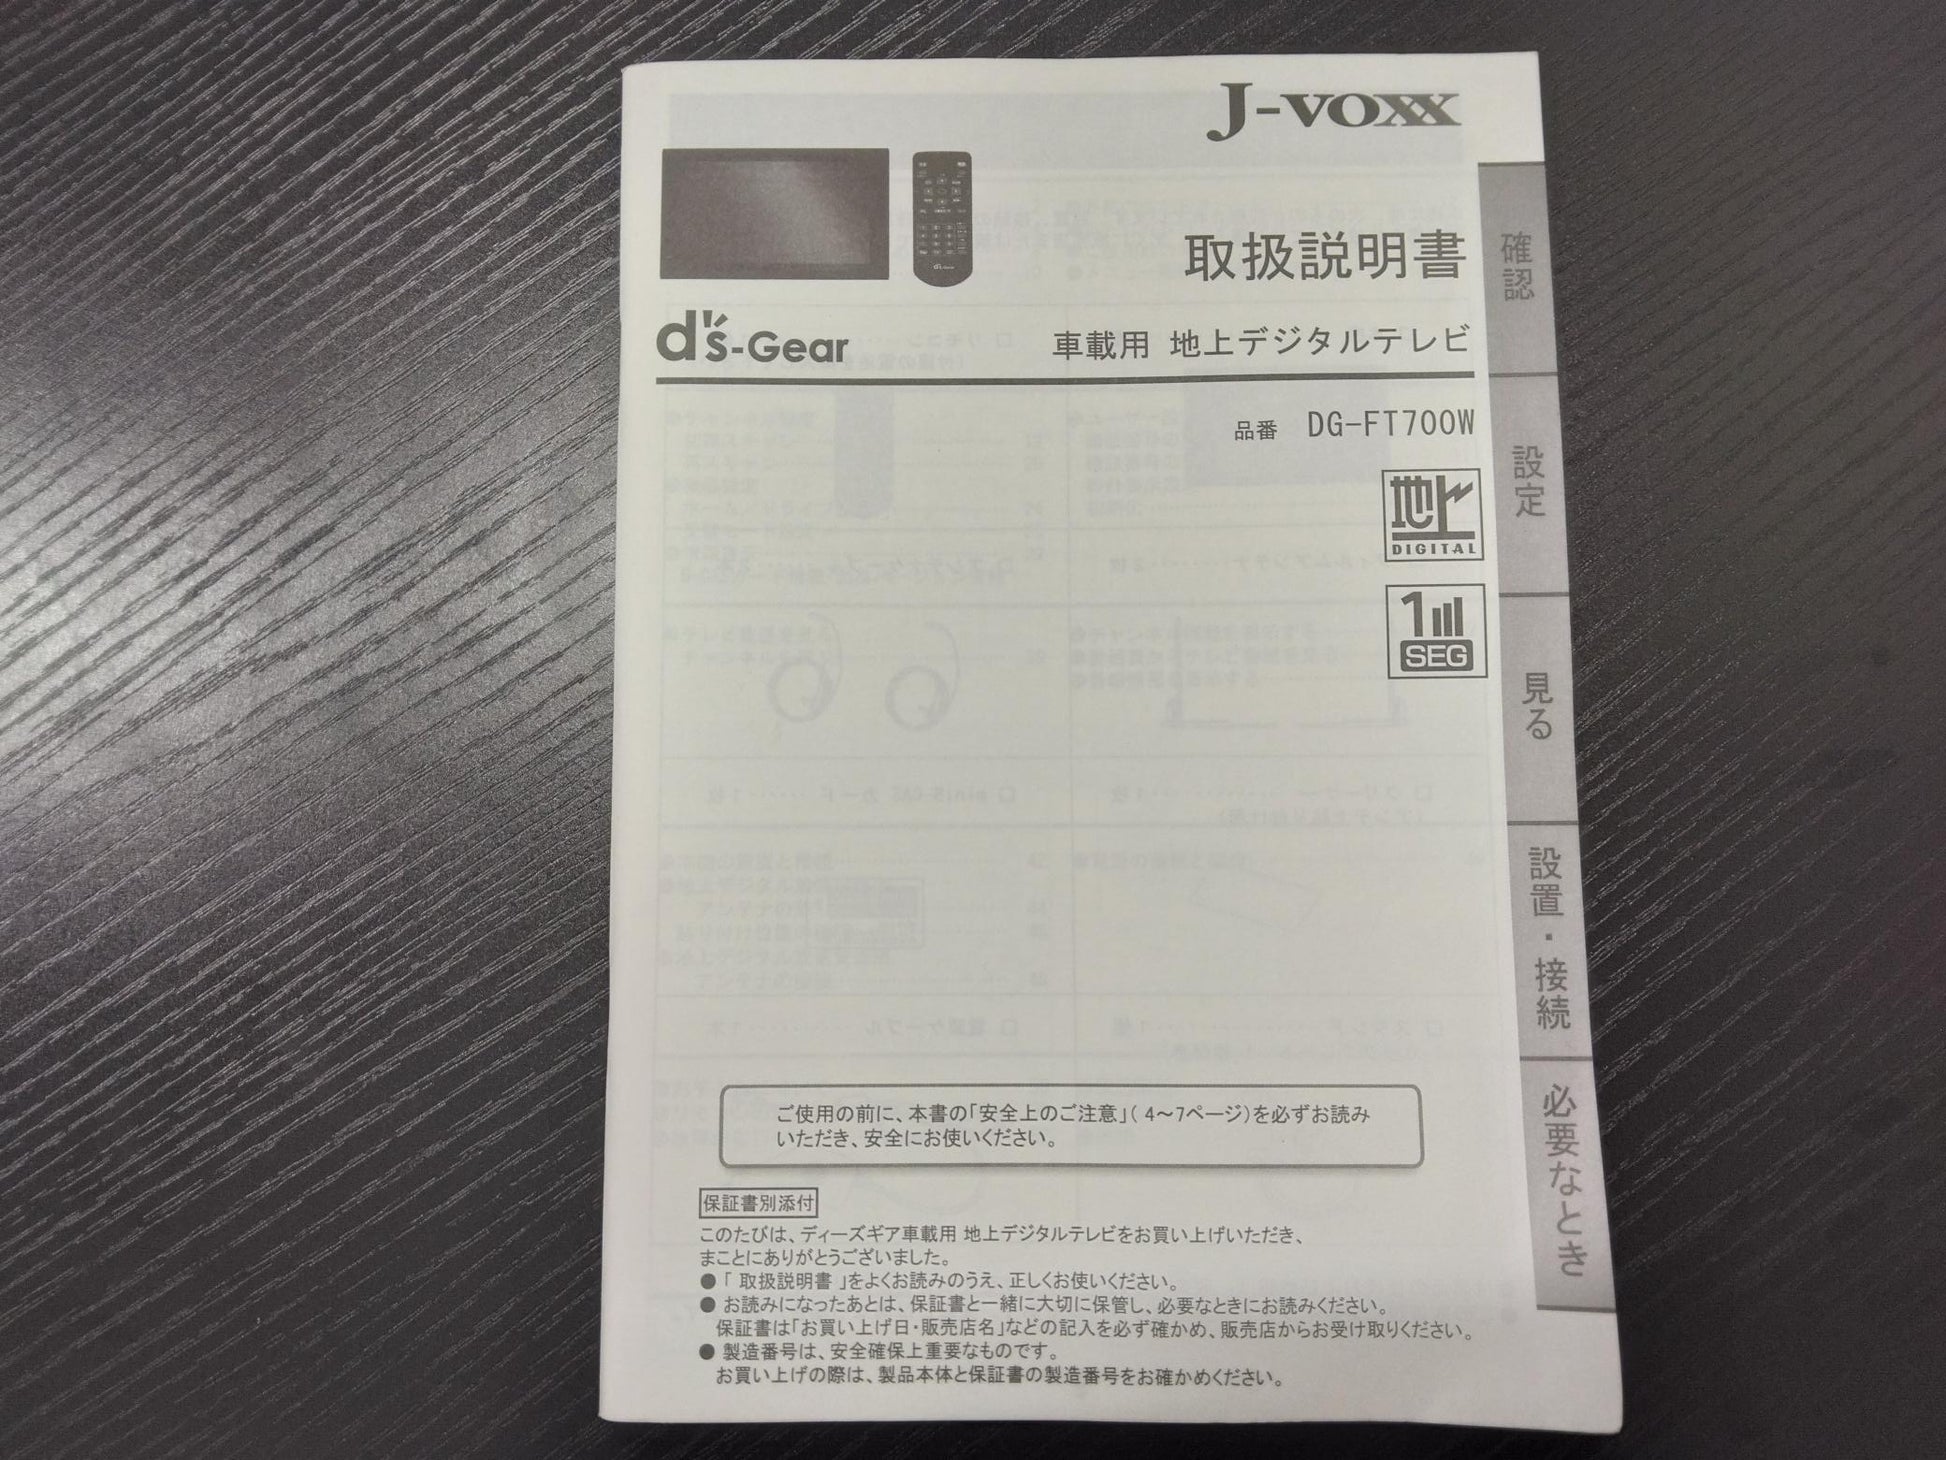 J-VOXX
取扱説明書
d's-Gear
車載用 地上デジタルテレビ
品番 DG-FT700W
地上
DIGITAL
1
SEG
確認
設定
見る
設置・接続
必要なとき
ご使用の前に、本書の「安全上のご注意」( 4～7ページ)を必ずお読み
いただき、安全にお使いください。
保証書別添付
このたびは、ディーズギア車載用 地上デジタルテレビをお買い上げいただき、
まことにありがとうございました。
● 「 取扱説明書 」をよくお読みのうえ、正しくお使いください。
● お読みになったあとは、保証書と一緒に大切に保管し、必要なときにお読みください。
保証書は「お買い上げ日・販売店名」などの記入を必ず確かめ、販売店からお受け取りください。
● 製造番号は、安全確保上重要なものです。
お買い上げの際は、製品本体と保証書の製造番号をお確かめください。